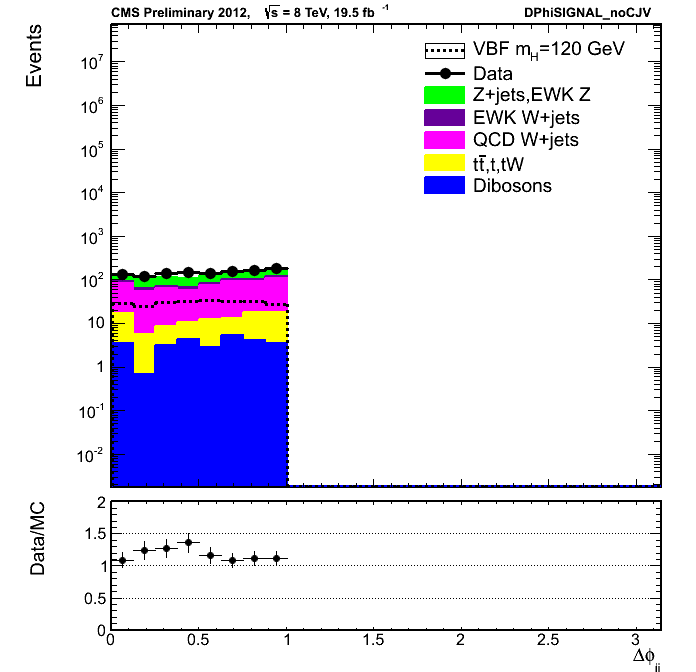 CMS Preliminary 2012, √s = 8 TeV, 19.5 fb⁻¹ DPhiSIGNAL_noCJV
Events
10⁷
10⁶
10⁵
10⁴
10³
10²
10
1
10⁻¹
10⁻²
VBF m_H=120 GeV
Data
Z+jets,EWK Z
EWK W+jets
QCD W+jets
tt̄,t,tW
Dibosons
Data/MC
2
1.5
1
0.5
0
0 0.5 1 1.5 2 2.5 3
Δϕ_jj